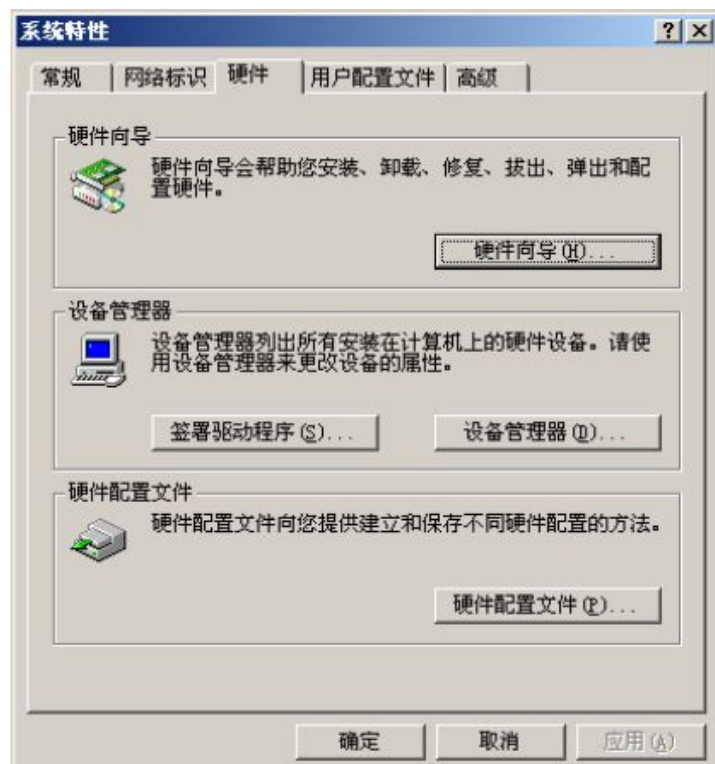 系统特性
常规 网络标识 硬件 用户配置文件 高级
硬件向导
硬件向导会帮助您安装、卸载、修复、拔出、弹出和配
置硬件。
硬件向导(H)...
设备管理器
设备管理器列出所有安装在计算机上的硬件设备。请使
用设备管理器来更改设备的属性。
签署驱动程序(S)... 设备管理器(D)...
硬件配置文件
硬件配置文件向您提供建立和保存不同硬件配置的方法。
硬件配置文件(P)...
确定 取消 应用(A)